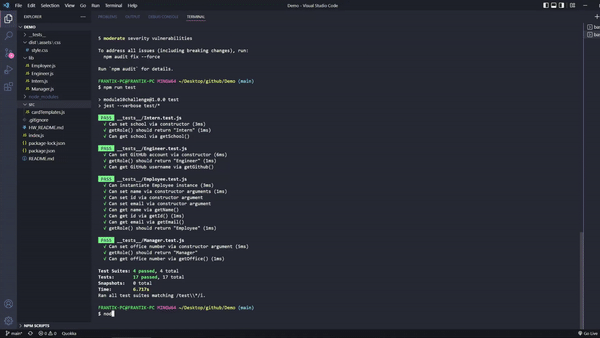 File Edit Selection View Go Run Terminal Help
Demo - Visual Studio Code
EXPLORER
PROBLEMS OUTPUT DEBUG CONSOLE TERMINAL
DEMO
__tests__
dist\assets\css
style.css
lib
Employee.js
Engineer.js
Intern.js
Manager.js
node_modules
src
cardTemplates.js
.gitignore
HW_README.md
index.js
package-lock.json
package.json
README.md
5 moderate severity vulnerabilities
To address all issues (including breaking changes), run:
npm audit fix --force
Run `npm audit` for details.
FRANTIK-PC@FRANTIK-PC MINGW64 ~/Desktop/github/Demo (main)
$ npm run test
> module10challenge@1.0.0 test
> jest --verbose test/*
PASS __tests__/Intern.test.js
√ Can set school via constructor (3ms)
√ getRole() should return "Intern" (1ms)
√ Can get school via getSchool()
PASS __tests__/Engineer.test.js
√ Can set GitHub account via constructor (6ms)
√ getRole() should return "Engineer" (1ms)
√ Can get GitHub username via getGithub()
PASS __tests__/Employee.test.js
√ Can instantiate Employee instance (3ms)
√ Can set name via constructor arguments (1ms)
√ Can set id via constructor argument
√ Can set email via constructor argument
√ Can get name via getName()
√ Can get id via getId() (1ms)
√ Can get email via getEmail()
√ getRole() should return "Employee" (1ms)
PASS __tests__/Manager.test.js
√ Can set office number via constructor argument (5ms)
√ getRole() should return "Manager"
√ Can get office number via getOffice() (1ms)
Test Suites: 4 passed, 4 total
Tests: 17 passed, 17 total
Snapshots: 0 total
Time: 6.717s
Ran all test suites matching /test\\*/i.
FRANTIK-PC@FRANTIK-PC MINGW64 ~/Desktop/github/Demo (main)
$ nod
NPM SCRIPTS
main* 0 0 Quokka
Go Live